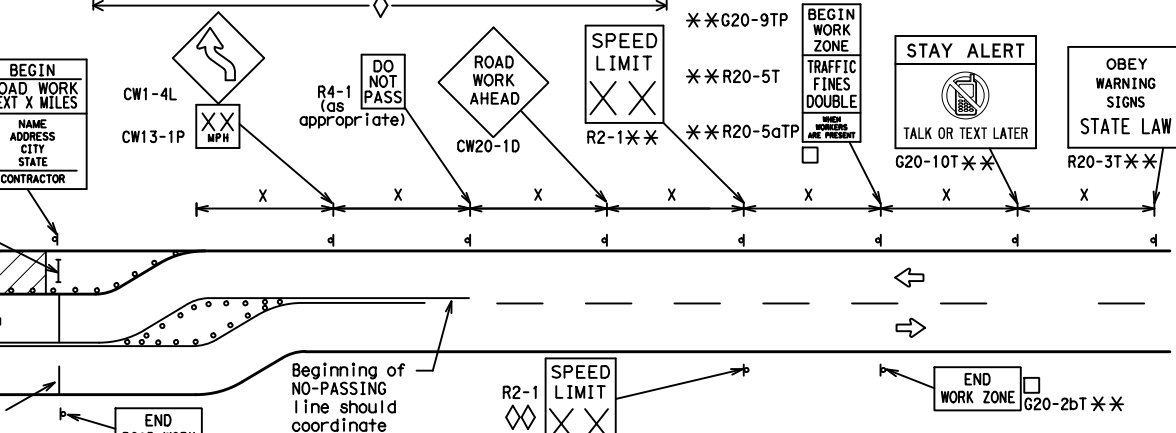 BEGIN
ROAD WORK
NEXT X MILES
NAME
ADDRESS
CITY
STATE
CONTRACTOR
CW1-4L
CW13-1P
XX
MPH
R4-1
(as
appropriate)
DO
NOT
PASS
ROAD
WORK
AHEAD
CW20-1D
SPEED
LIMIT
XX
R2-1**
**G20-9TP
**R20-5T
**R20-5aTP
BEGIN
WORK
ZONE
TRAFFIC
FINES
DOUBLE
WHEN
WORKERS
ARE PRESENT
STAY ALERT
TALK OR TEXT LATER
G20-10T**
OBEY
WARNING
SIGNS
STATE LAW
R20-3T**
X X X X X X X
Beginning of
NO-PASSING
line should
coordinate
R2-1
SPEED
LIMIT
XX
END
WORK ZONE
G20-2bT**
END
ROAD WORK